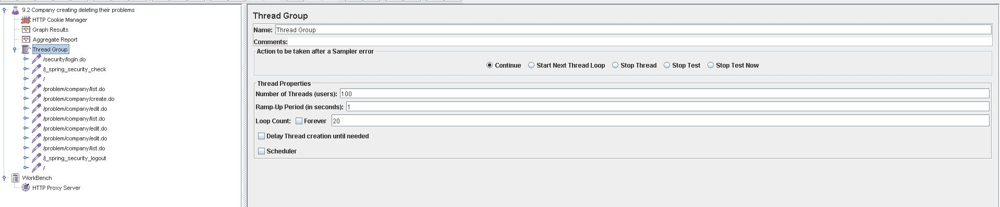 9.2 Company creating deleting their problems
HTTP Cookie Manager
Graph Results
Aggregate Report
Thread Group
/security/login.do
/j_spring_security_check
/
/problem/company/list.do
/problem/company/create.do
/problem/company/edit.do
/problem/company/list.do
/problem/company/edit.do
/problem/company/edit.do
/problem/company/list.do
/j_spring_security_logout
/
WorkBench
HTTP Proxy Server
Thread Group
Name: Thread Group
Comments:
Action to be taken after a Sampler error
Continue Start Next Thread Loop Stop Thread Stop Test Stop Test Now
Thread Properties
Number of Threads (users): 100
Ramp-Up Period (in seconds): 1
Loop Count: Forever 20
Delay Thread creation until needed
Scheduler